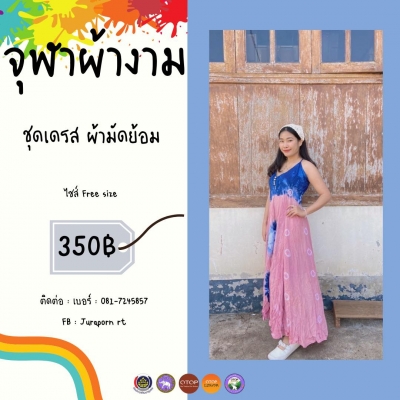 จุฬาผ้างาม
ชุดเดรส ผ้ามัดย้อม
ไซส์ Free size
350฿
ติดต่อ : เบอร์ : 081-7245857
FB : Juraporn rt
OTOP